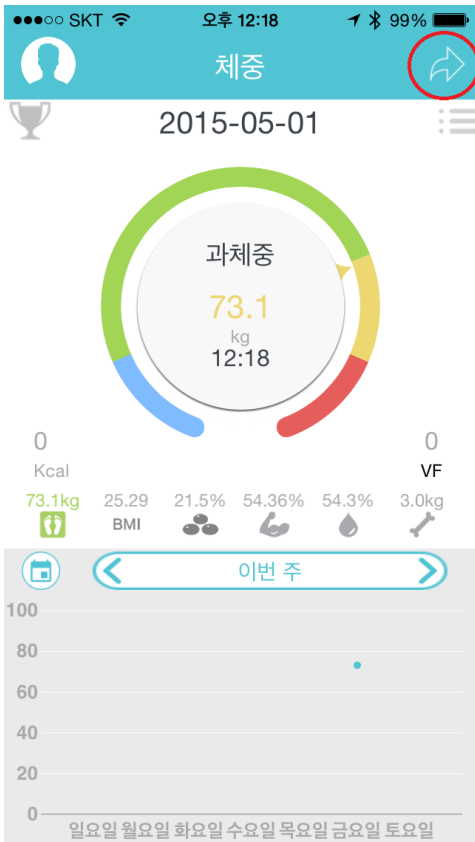 SKT 오후 12:18 99%
체중
2015-05-01
과체중
73.1
kg
12:18
0 0
Kcal VF
73.1kg 25.29 21.5% 54.36% 54.3% 3.0kg
BMI
이번 주
100
80
60
40
20
0
일요일 월요일 화요일 수요일 목요일 금요일 토요일